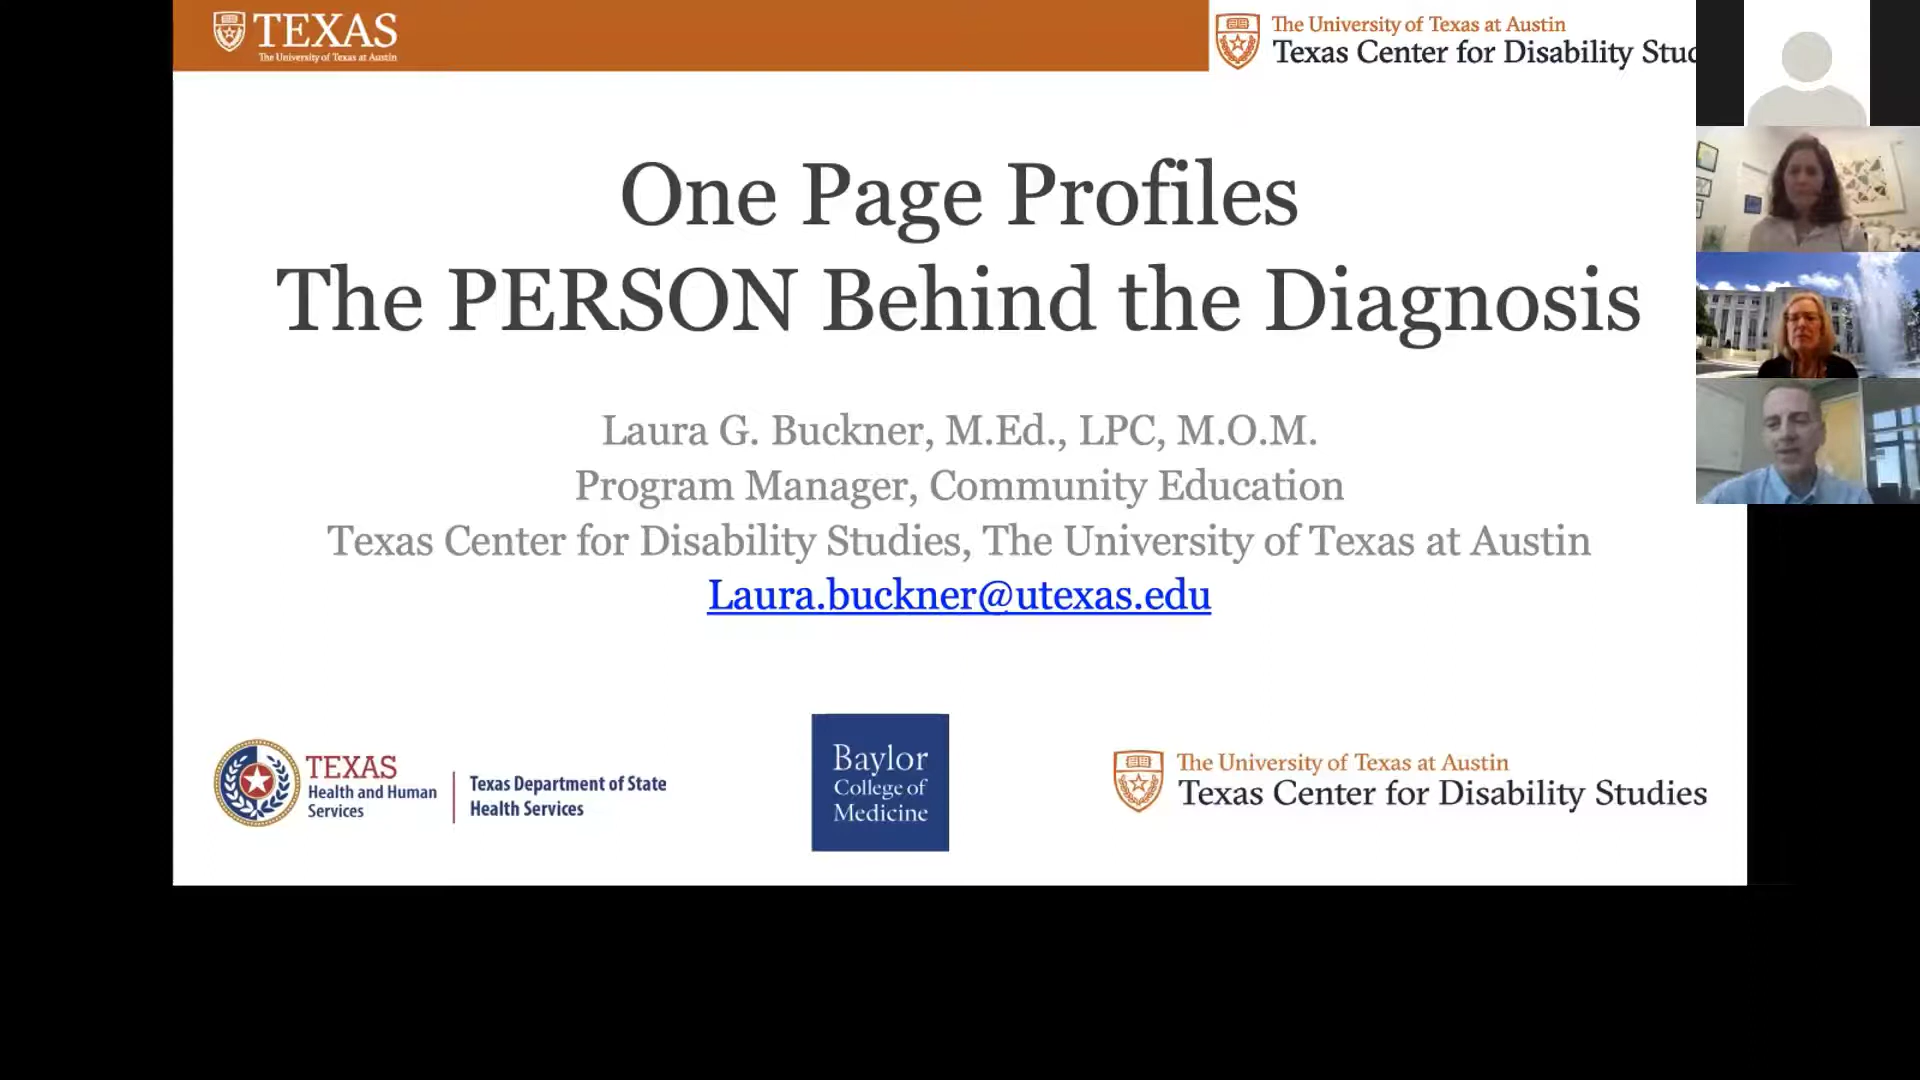 TEXAS
The University of Texas at Austin
The University of Texas at Austin
Texas Center for Disability Stud
One Page Profiles
The PERSON Behind the Diagnosis
Laura G. Buckner, M.Ed., LPC, M.O.M.
Program Manager, Community Education
Texas Center for Disability Studies, The University of Texas at Austin
Laura.buckner@utexas.edu
TEXAS
Health and Human
Services
Texas Department of State
Health Services
Baylor
College of
Medicine
The University of Texas at Austin
Texas Center for Disability Studies